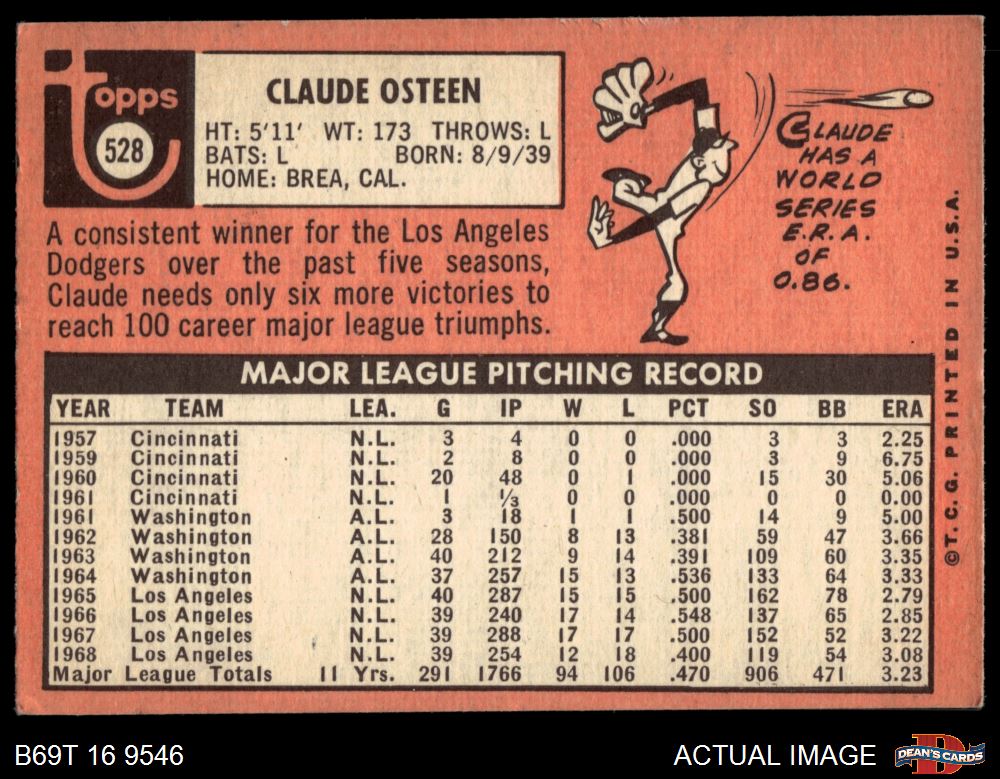 Topps
528
CLAUDE OSTEEN
HT: 5'11' WT: 173 THROWS: L
BATS: L BORN: 8/9/39
HOME: BREA, CAL.
A consistent winner for the Los Angeles
Dodgers over the past five seasons,
Claude needs only six more victories to
reach 100 career major league triumphs.
CLAUDE
HAS A
WORLD
SERIES
E.R.A.
OF
0.86.
MAJOR LEAGUE PITCHING RECORD
YEAR TEAM LEA. G IP W L PCT SO BB ERA
1957 Cincinnati N.L. 3 4 0 0 .000 3 3 2.25
1959 Cincinnati N.L. 2 8 0 0 .000 3 9 6.75
1960 Cincinnati N.L. 20 48 0 1 .000 15 30 5.06
1961 Cincinnati N.L. 1 1/3 0 0 .000 0 0 0.00
1961 Washington A.L. 3 18 1 1 .500 14 9 5.00
1962 Washington A.L. 28 150 8 13 .381 59 47 3.66
1963 Washington A.L. 40 212 9 14 .391 109 60 3.35
1964 Washington A.L. 37 257 15 13 .536 133 64 3.33
1965 Los Angeles N.L. 40 287 15 15 .500 162 78 2.79
1966 Los Angeles N.L. 39 240 17 14 .548 137 65 2.85
1967 Los Angeles N.L. 39 288 17 17 .500 152 52 3.22
1968 Los Angeles N.L. 39 254 12 18 .400 119 54 3.08
Major League Totals 11 Yrs. 291 1766 94 106 .470 906 471 3.23
©T.C.G. PRINTED IN U.S.A.
B69T 16 9546
ACTUAL IMAGE
D
DEAN'S CARDS